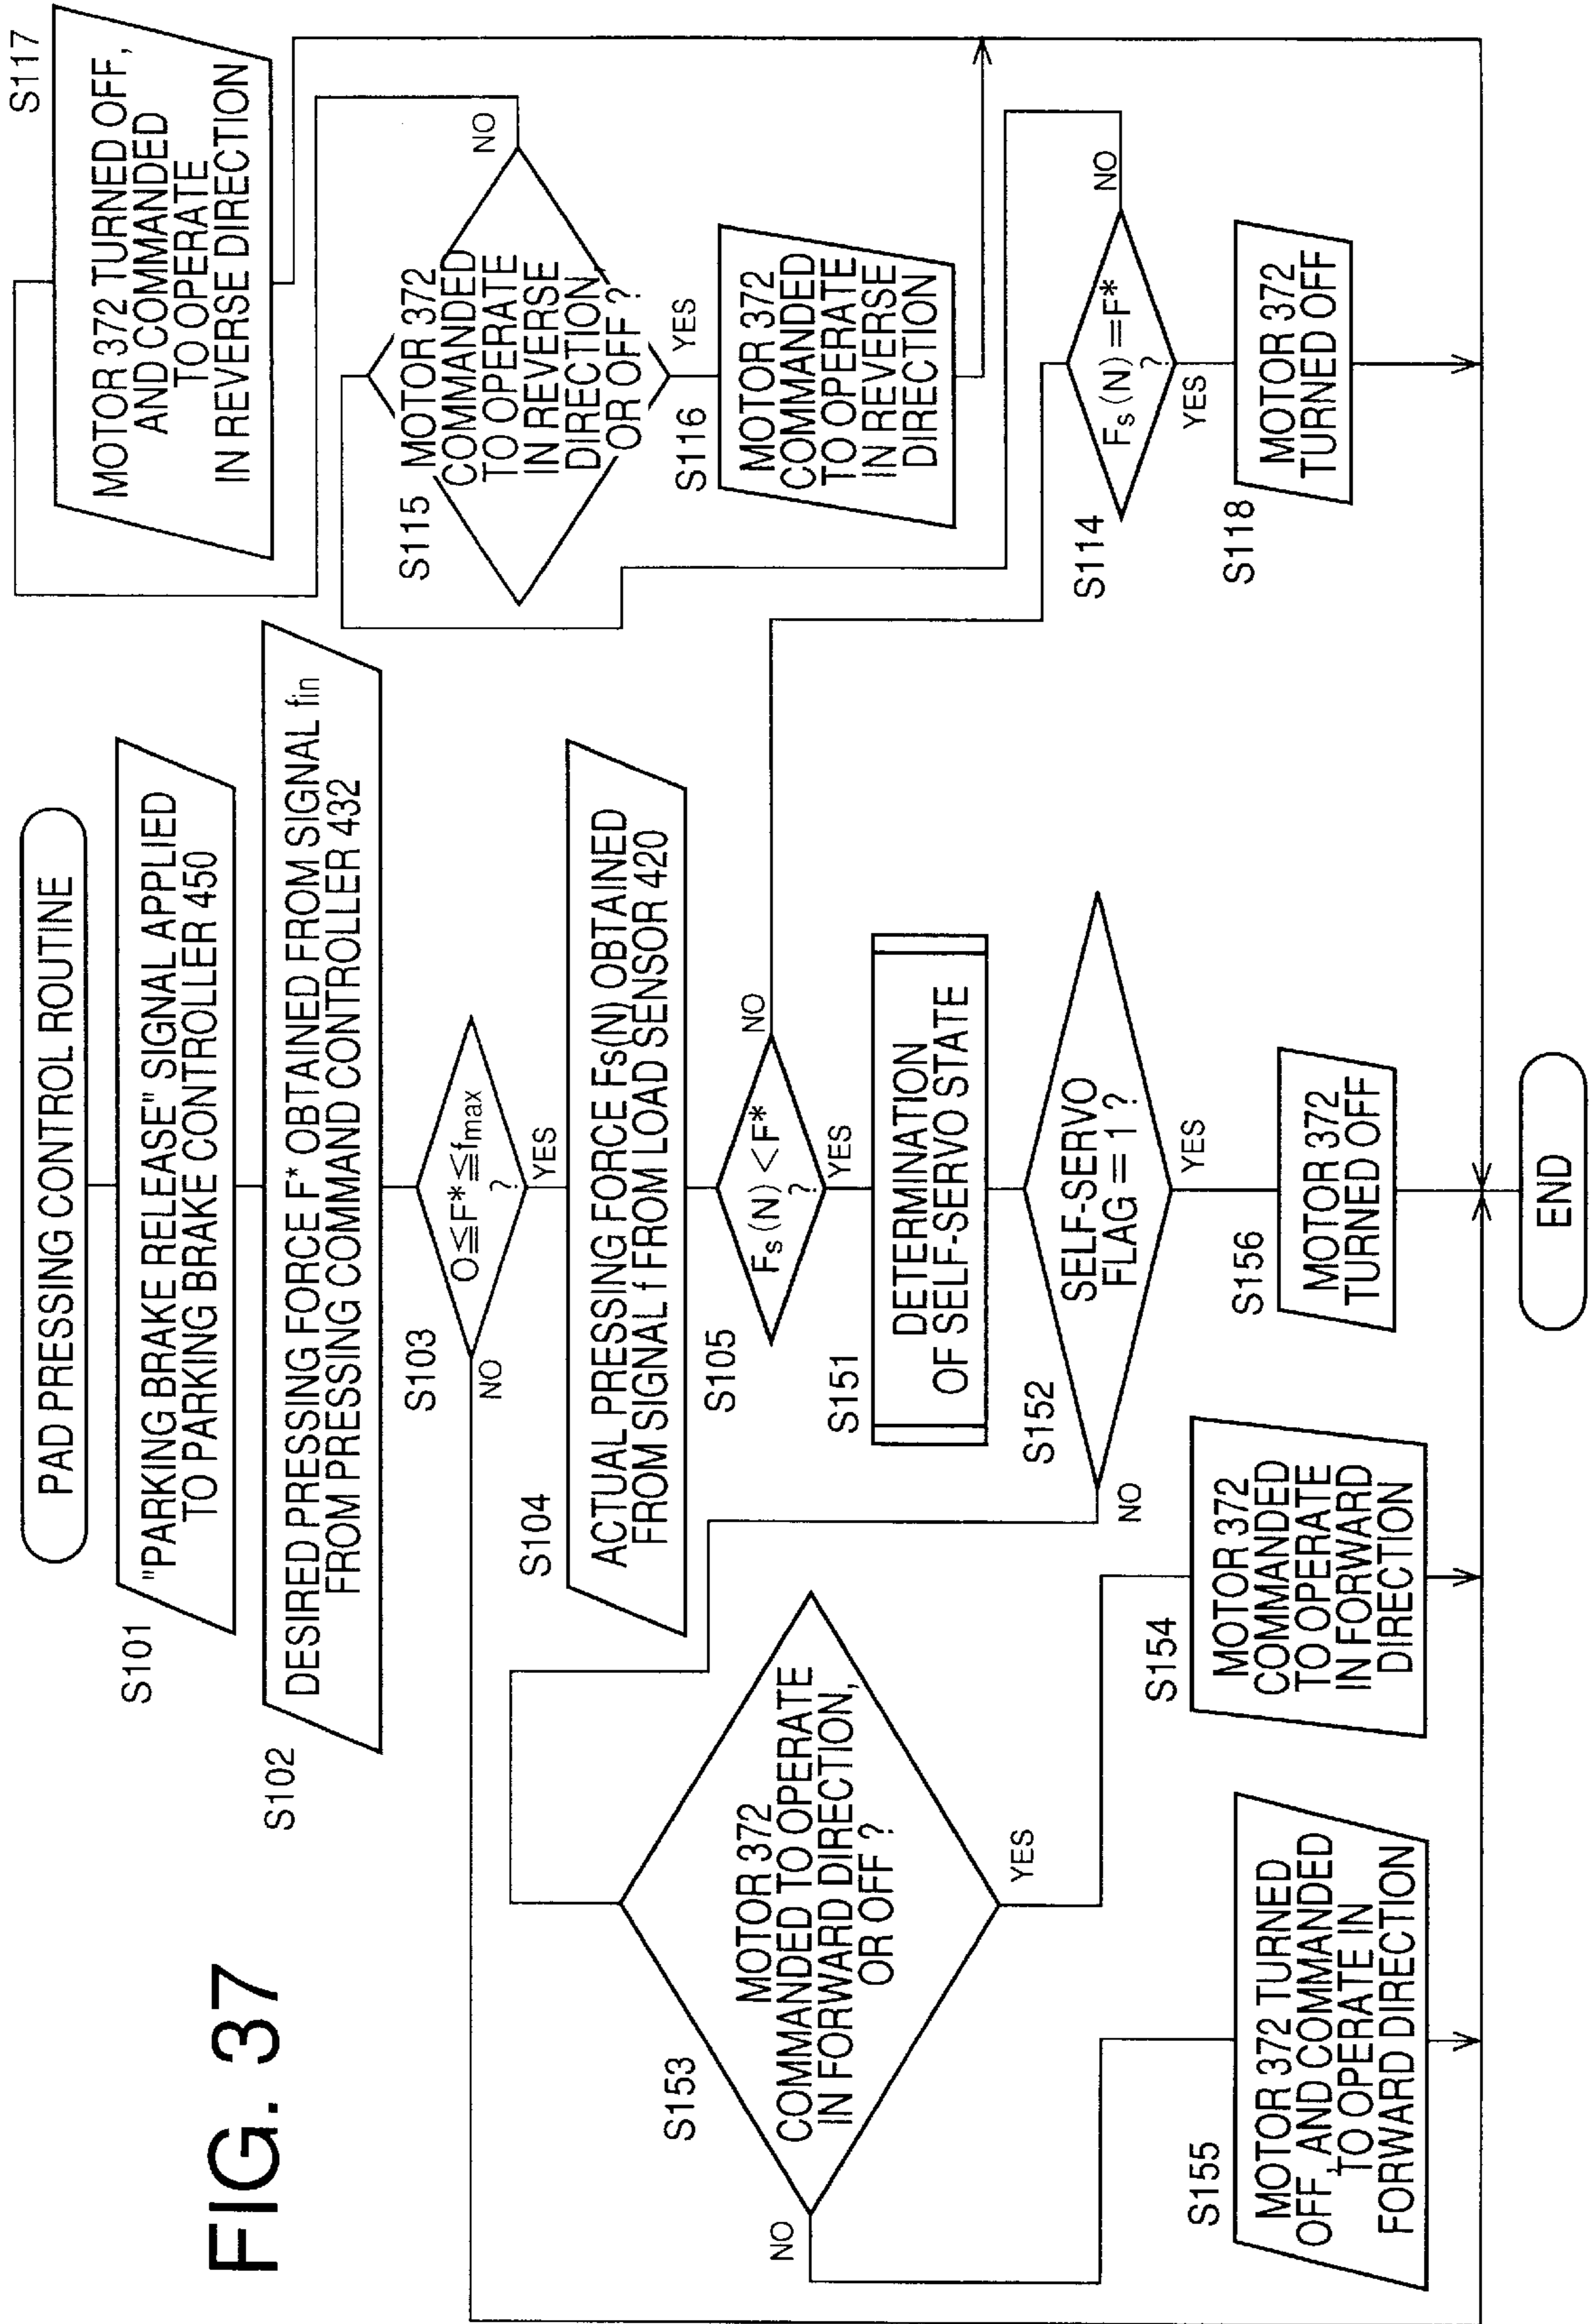 FIG. 37
PAD PRESSING CONTROL ROUTINE
S101
"PARKING BRAKE RELEASE" SIGNAL APPLIED
TO PARKING BRAKE CONTROLLER 450
S102
DESIRED PRESSING FORCE F* OBTAINED FROM SIGNAL fin
FROM PRESSING COMMAND CONTROLLER 432
S103
O≦F*≦fmax
?
NO
YES
S104
ACTUAL PRESSING FORCE Fs(N) OBTAINED
FROM SIGNAL f FROM LOAD SENSOR 420
S105
Fs (N) <F*
?
NO
YES
S151
DETERMINATION
OF SELF-SERVO STATE
S152
SELF-SERVO
FLAG = 1 ?
NO
YES
S153
MOTOR 372
COMMANDED TO OPERATE
IN FORWARD DIRECTION,
OR OFF ?
NO
YES
S155
MOTOR 372 TURNED
OFF, AND COMMANDED
TO OPERATE IN
FORWARD DIRECTION
S154
MOTOR 372
COMMANDED
TO OPERATE
IN FORWARD
DIRECTION
S156
MOTOR 372
TURNED OFF
S117
MOTOR 372 TURNED OFF,
AND COMMANDED
TO OPERATE
IN REVERSE DIRECTION
S115
MOTOR 372
COMMANDED
TO OPERATE
IN REVERSE
DIRECTION,
OR OFF ?
NO
YES
S116
MOTOR 372
COMMANDED
TO OPERATE
IN REVERSE
DIRECTION
S114
Fs (N) =F*
?
NO
YES
S118
MOTOR 372
TURNED OFF
END